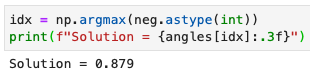 idx = np.argmax(neg.astype(int))
print(f"Solution = {angles[idx]:.3f}")
Solution = 0.879